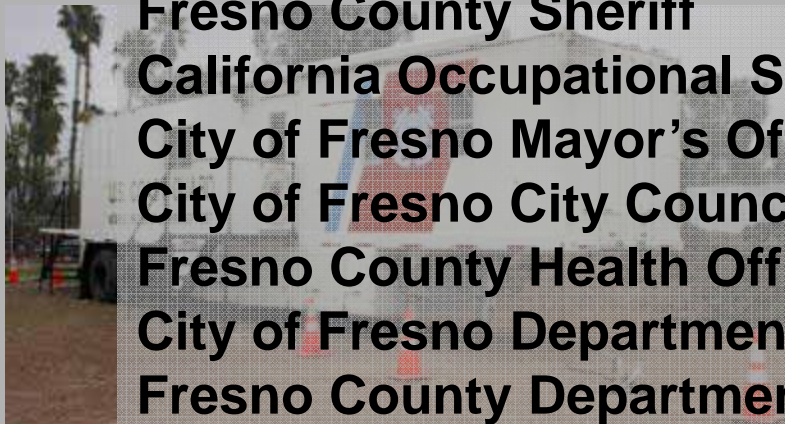 Fresno County Sheriff
California Occupational S
City of Fresno Mayor’s Of
City of Fresno City Counc
Fresno County Health Off
City of Fresno Departmen
Fresno County Departmen